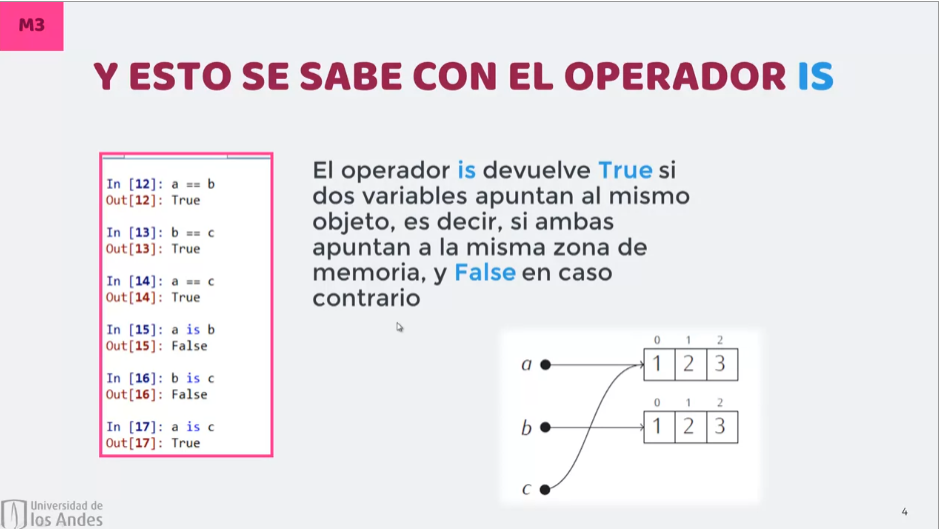 M3
Y ESTO SE SABE CON EL OPERADOR IS
In [12]: a == b
Out[12]: True
In [13]: b == c
Out[13]: True
In [14]: a == c
Out[14]: True
In [15]: a is b
Out[15]: False
In [16]: b is c
Out[16]: False
In [17]: a is c
Out[17]: True
El operador is devuelve True si
dos variables apuntan al mismo
objeto, es decir, si ambas
apuntan a la misma zona de
memoria, y False en caso
contrario
0 1 2
a 1 2 3
0 1 2
b 1 2 3
c
Universidad de
los Andes
4